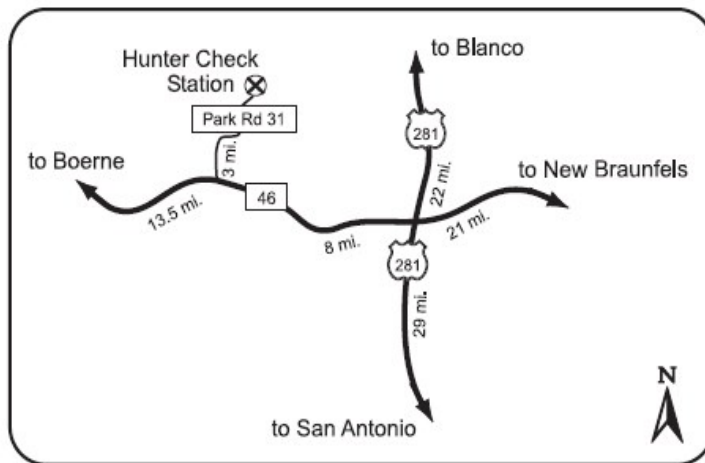 to Blanco
Hunter Check
Station
Park Rd 31
281
to Boerne
3 mi.
22 mi.
to New Braunfels
13.5 mi.
46
8 mi.
21 mi.
281
29 mi.
N
to San Antonio